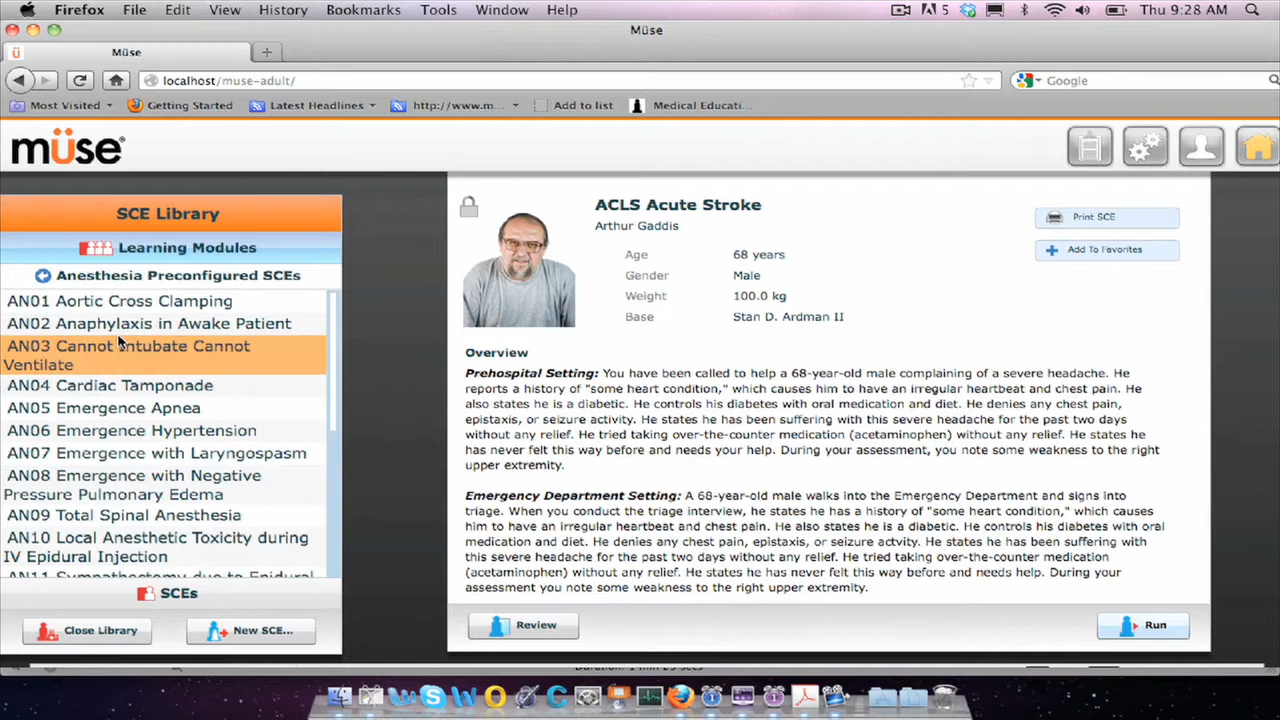 Firefox File Edit View History Bookmarks Tools Window Help 5 Thu 9:28 AM
Müse
Müse
localhost/muse-adult/ Google
Most Visited Getting Started Latest Headlines http://www.m... Add to list Medical Educati...
müse
SCE Library
Learning Modules
Anesthesia Preconfigured SCEs
AN01 Aortic Cross Clamping
AN02 Anaphylaxis in Awake Patient
AN03 Cannot Intubate Cannot
Ventilate
AN04 Cardiac Tamponade
AN05 Emergence Apnea
AN06 Emergence Hypertension
AN07 Emergence with Laryngospasm
AN08 Emergence with Negative
Pressure Pulmonary Edema
AN09 Total Spinal Anesthesia
AN10 Local Anesthetic Toxicity during
IV Epidural Injection
AN11 Sympathectomy due to Epidural
SCEs
Close Library New SCE...
ACLS Acute Stroke
Arthur Gaddis
Age 68 years
Gender Male
Weight 100.0 kg
Base Stan D. Ardman II
Print SCE
Add To Favorites
Overview
Prehospital Setting: You have been called to help a 68-year-old male complaining of a severe headache. He
reports a history of "some heart condition," which causes him to have an irregular heartbeat and chest pain. He
also states he is a diabetic. He controls his diabetes with oral medication and diet. He denies any chest pain,
epistaxis, or seizure activity. He states he has been suffering with this severe headache for the past two days
without any relief. He tried taking over-the-counter medication (acetaminophen) without any relief. He states he
has never felt this way before and needs your help. During your assessment, you note some weakness to the right
upper extremity.
Emergency Department Setting: A 68-year-old male walks into the Emergency Department and signs into
triage. When you conduct the triage interview, he states he has a history of "some heart condition," which causes
him to have an irregular heartbeat and chest pain. He also states he is a diabetic. He controls his diabetes with oral
medication and diet. He denies any chest pain, epistaxis, or seizure actvity. He states he has been suffering with
this severe headache for the past two days without any relief. He tried taking over-the-counter medication
(acetaminophen) without any relief. He states he has never felt this way before and needs help. During your
assessment you note some weakness to the right upper extremity.
Review Run